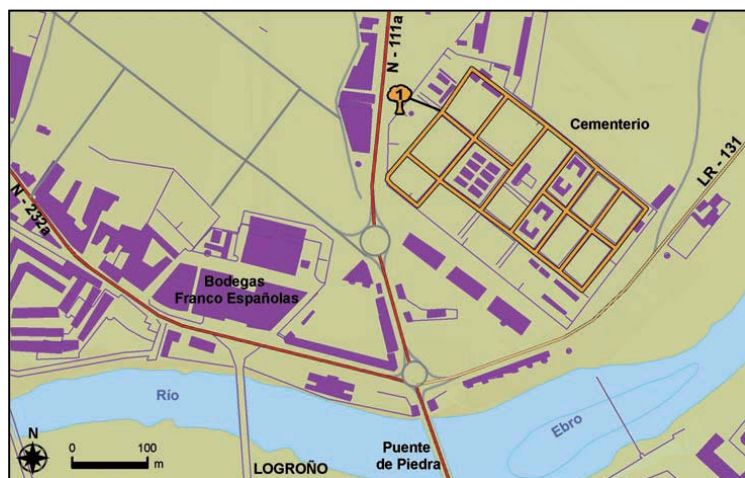 N - 111a
1
Cementerio
LR - 131
N - 232a
Bodegas
Franco Españolas
Río
Ebro
N
0 100
m
LOGROÑO
Puente
de Piedra